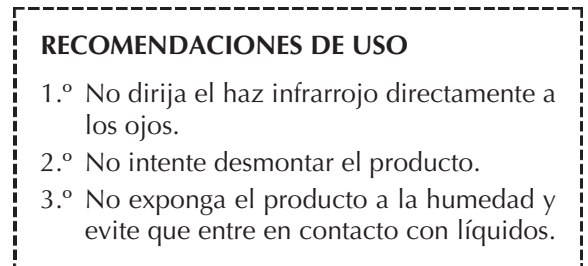 RECOMENDACIONES DE USO
1.º No dirija el haz infrarrojo directamente a
los ojos.
2.º No intente desmontar el producto.
3.º No exponga el producto a la humedad y
evite que entre en contacto con líquidos.